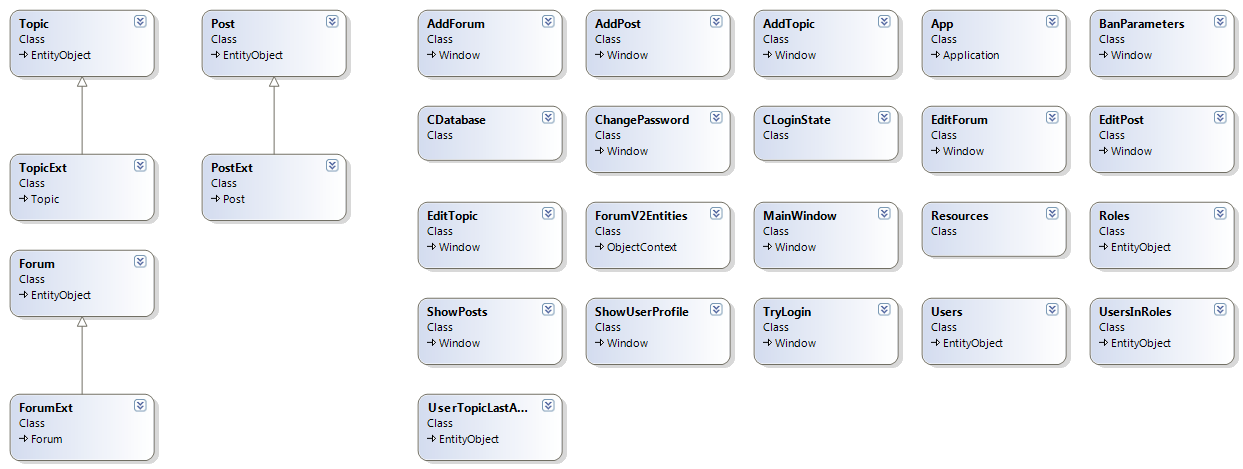 Topic
Class
EntityObject
Post
Class
EntityObject
AddForum
Class
Window
AddPost
Class
Window
AddTopic
Class
Window
App
Class
Application
BanParameters
Class
Window
CDatabase
Class
ChangePassword
Class
Window
CLoginState
Class
EditForum
Class
Window
EditPost
Class
Window
TopicExt
Class
Topic
PostExt
Class
Post
EditTopic
Class
Window
ForumV2Entities
Class
ObjectContext
MainWindow
Class
Window
Resources
Class
Roles
Class
EntityObject
Forum
Class
EntityObject
ShowPosts
Class
Window
ShowUserProfile
Class
Window
TryLogin
Class
Window
Users
Class
EntityObject
UsersInRoles
Class
EntityObject
ForumExt
Class
Forum
UserTopicLastA...
Class
EntityObject